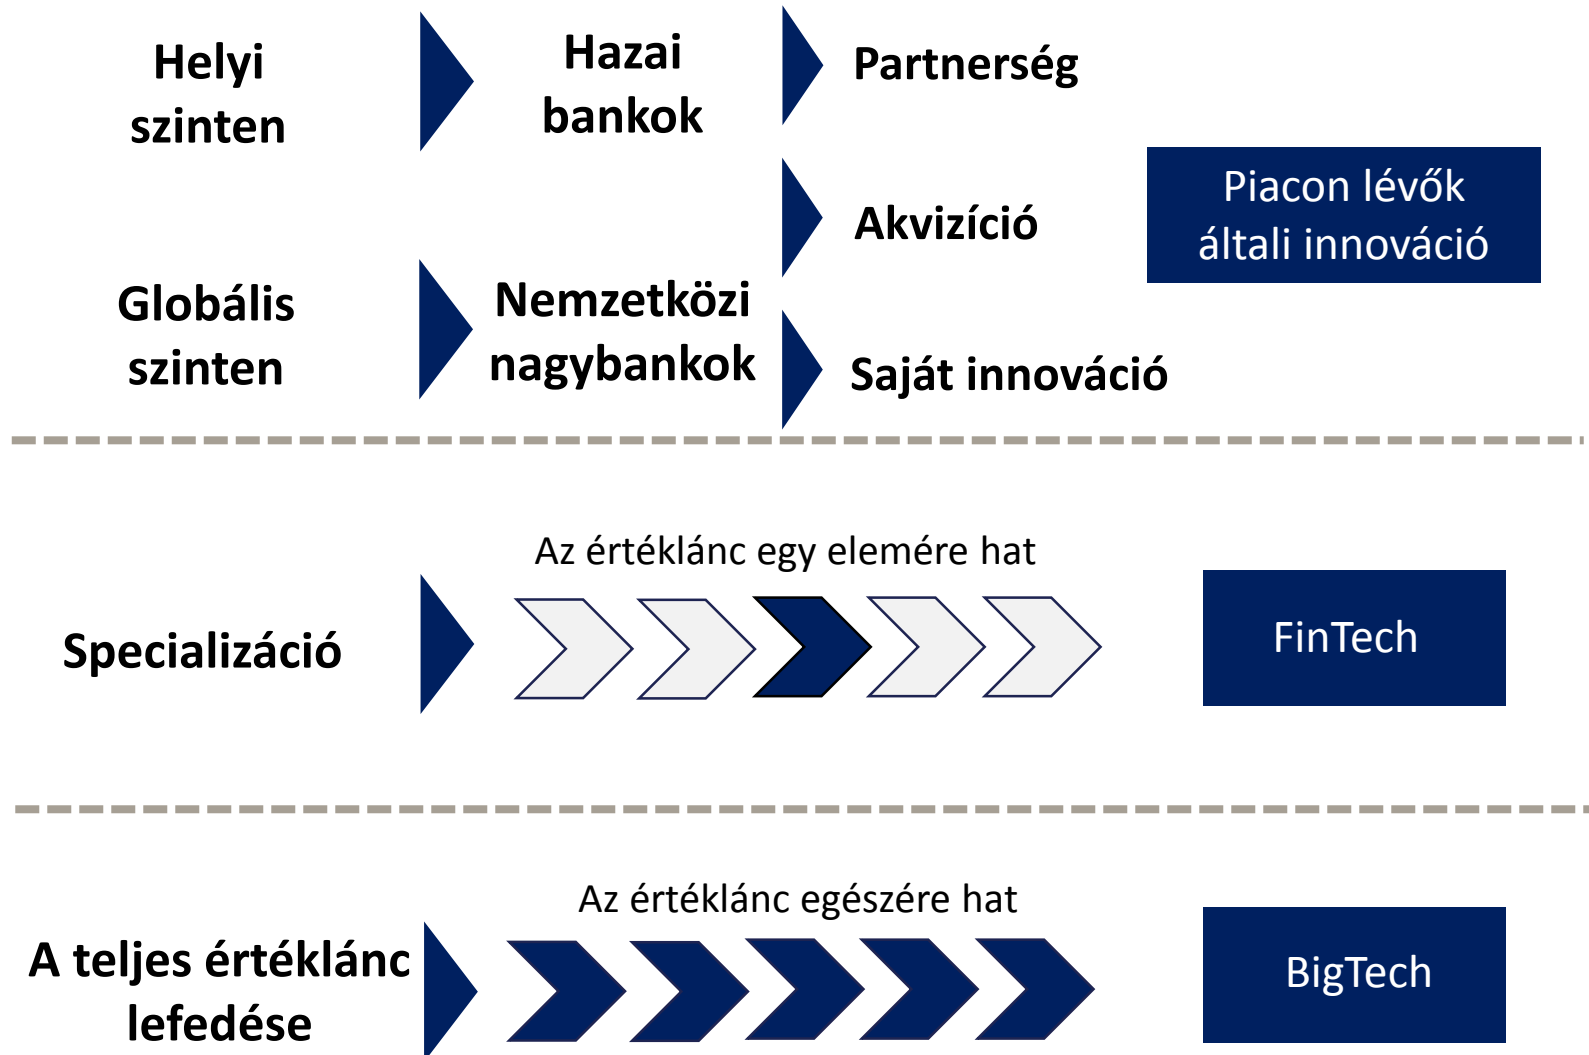 Helyi
szinten
Hazai
bankok
Partnerség
Akvizíció
Piacon lévők
általi innováció
Globális
szinten
Nemzetközi
nagybankok
Saját innováció
Az értéklánc egy elemére hat
Specializáció
FinTech
Az értéklánc egészére hat
A teljes értéklánc
lefedése
BigTech